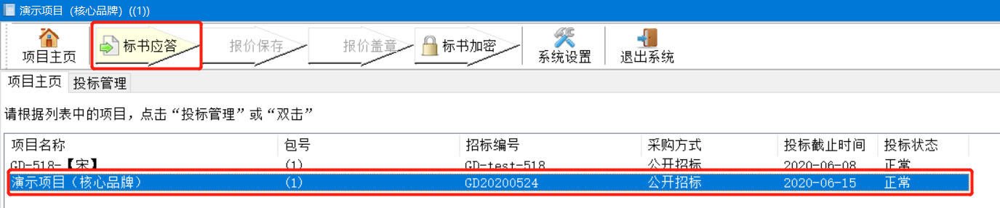 演示项目（核心品牌）((1))
项目主页 标书应答 报价保存 报价盖章 标书加密 系统设置 退出系统
项目主页 投标管理
请根据列表中的项目，点击“投标管理”或“双击”
项目名称 包号 招标编号 采购方式 投标截止时间 投标状态
GD-518-【宋】 (1) GD-test-518 公开招标 2020-06-08 正常
演示项目（核心品牌） (1) GD20200524 公开招标 2020-06-15 正常